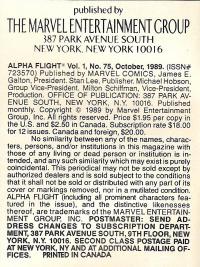 published by
THE MARVEL ENTERTAINMENT GROUP
387 PARK AVENUE SOUTH
NEW YORK, NEW YORK 10016
ALPHA FLIGHT® Vol. 1, No. 75, October, 1989. (ISSN#
723570) Published by MARVEL COMICS, James E.
Galton, President. Stan Lee, Publisher. Michael Hobson,
Group Vice-President, Milton Schiffman, Vice-President,
Production. OFFICE OF PUBLICATION: 387 PARK AV-
ENUE SOUTH, NEW YORK, N.Y. 10016. Published
monthly. Copyright © 1989 by Marvel Entertainment
Group, Inc. All rights reserved. Price $1.95 per copy in
the U.S. and $2.50 in Canada. Subscription rate $18.00
for 12 issues. Canada and foreign, $20.00.
No similarity between any of the names, charac-
ters, persons, and/or institutions in this magazine with
those of any living or dead person or institution is in-
tended, and any such similarity which may exist is purely
coincidental. This periodical may not be sold except by
authorized dealers and is sold subject to the conditions
that it shall not be sold or distributed with any part of its
cover or markings removed, nor in a mutilated condition.
ALPHA FLIGHT (including all prominent characters fea-
tured in the issue), and the distinctive likenesses
thereof, are trademarks of the MARVEL ENTERTAIN-
MENT GROUP, INC. POSTMASTER: SEND AD-
DRESS CHANGES TO SUBSCRIPTION DEPART-
MENT, 387 PARK AVENUE SOUTH, 9TH FLOOR, NEW
YORK, N.Y. 10016. SECOND CLASS POSTAGE PAID
AT NEW YORK, NY AND AT ADDITIONAL MAILING OF-
FICES. PRINTED IN CANADA